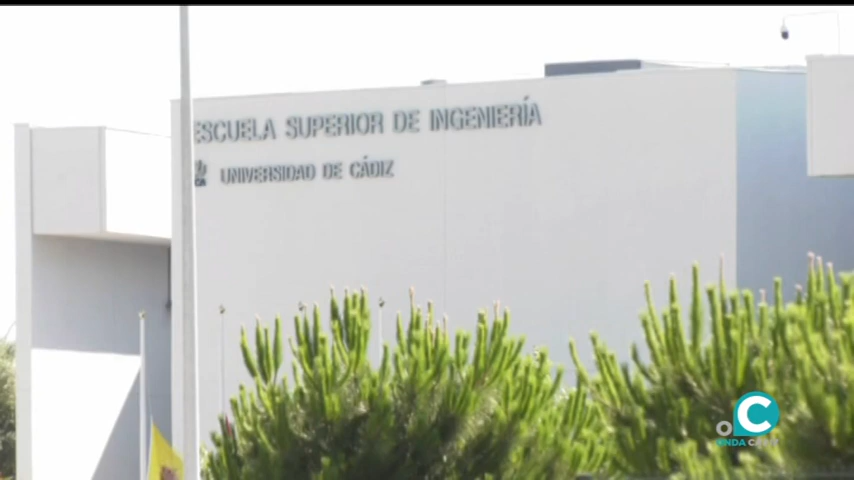 ESCUELA SUPERIOR DE INGENIERÍA
UNIVERSIDAD DE CÁDIZ
ONDA CÁDIZ